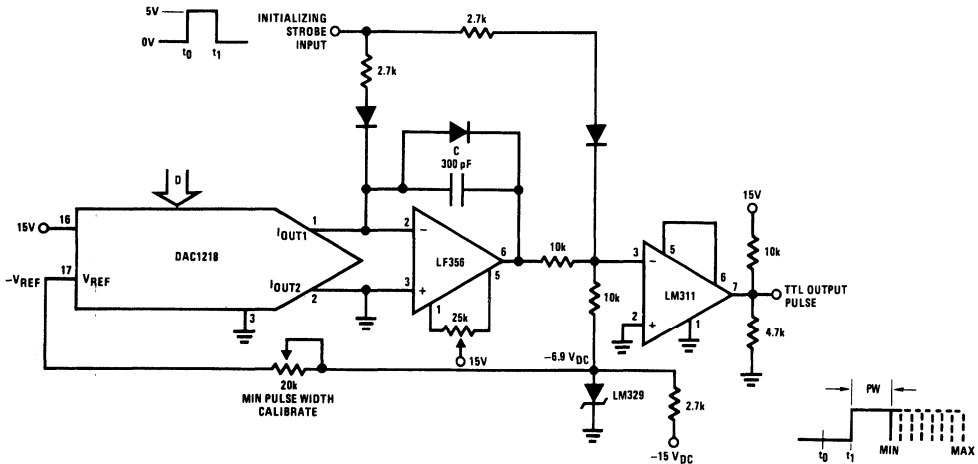 5V
0V
t0
t1
INITIALIZING
STROBE
INPUT
2.7k
2.7k
C
300 pF
D
15V
16
DAC1218
IOUT1
1
17
VREF
-VREF
IOUT2
2
3
2
-
LF356
6
3
+
5
1
25k
15V
10k
10k
3
-
5
LM311
6
7
2
+
1
15V
10k
TTL OUTPUT
PULSE
4.7k
-6.9 VDC
20k
MIN PULSE WIDTH
CALIBRATE
LM329
2.7k
-15 VDC
PW
t0
t1
MIN
MAX